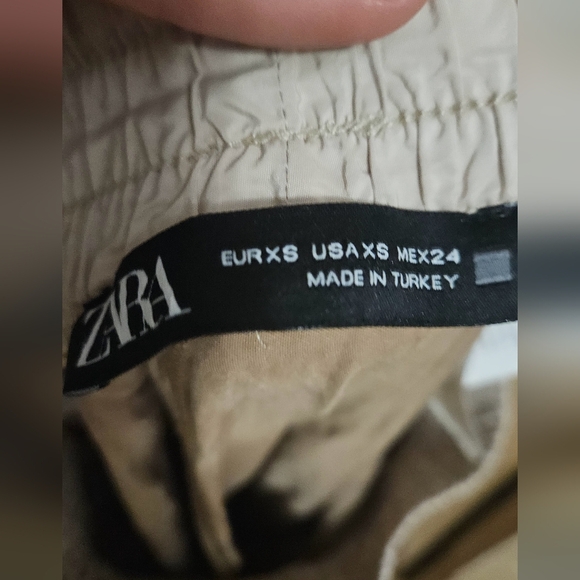 ZARA
EUR XS USA XS MEX 24
MADE IN TURKEY